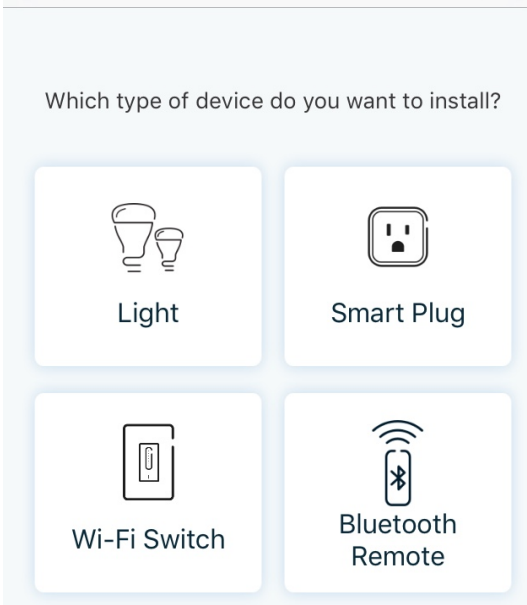 Which type of device do you want to install?
Light
Smart Plug
Wi-Fi Switch
Bluetooth
Remote